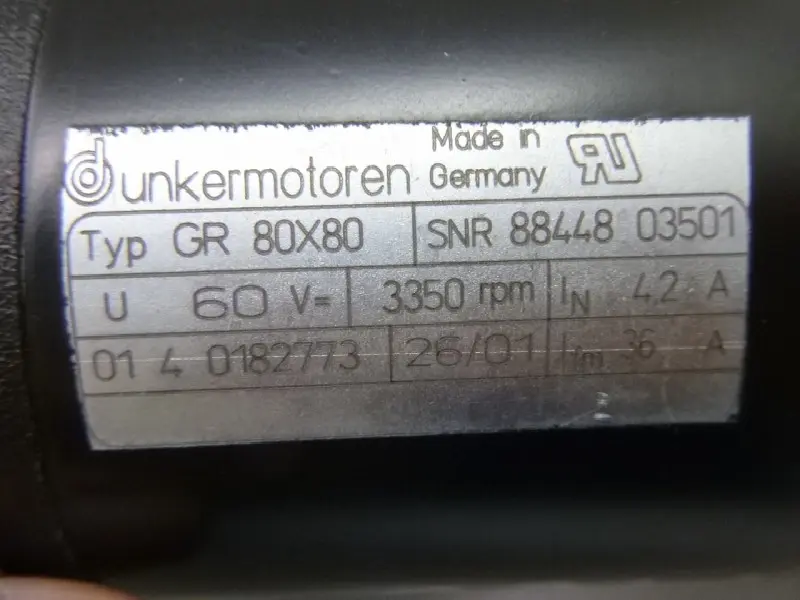 dunkermotoren Made in Germany
Typ GR 80X80 SNR 88448 03501
U 60 V= 3350 rpm IN 4,2 A
01 4 0182773 26/01 I/m 36 A